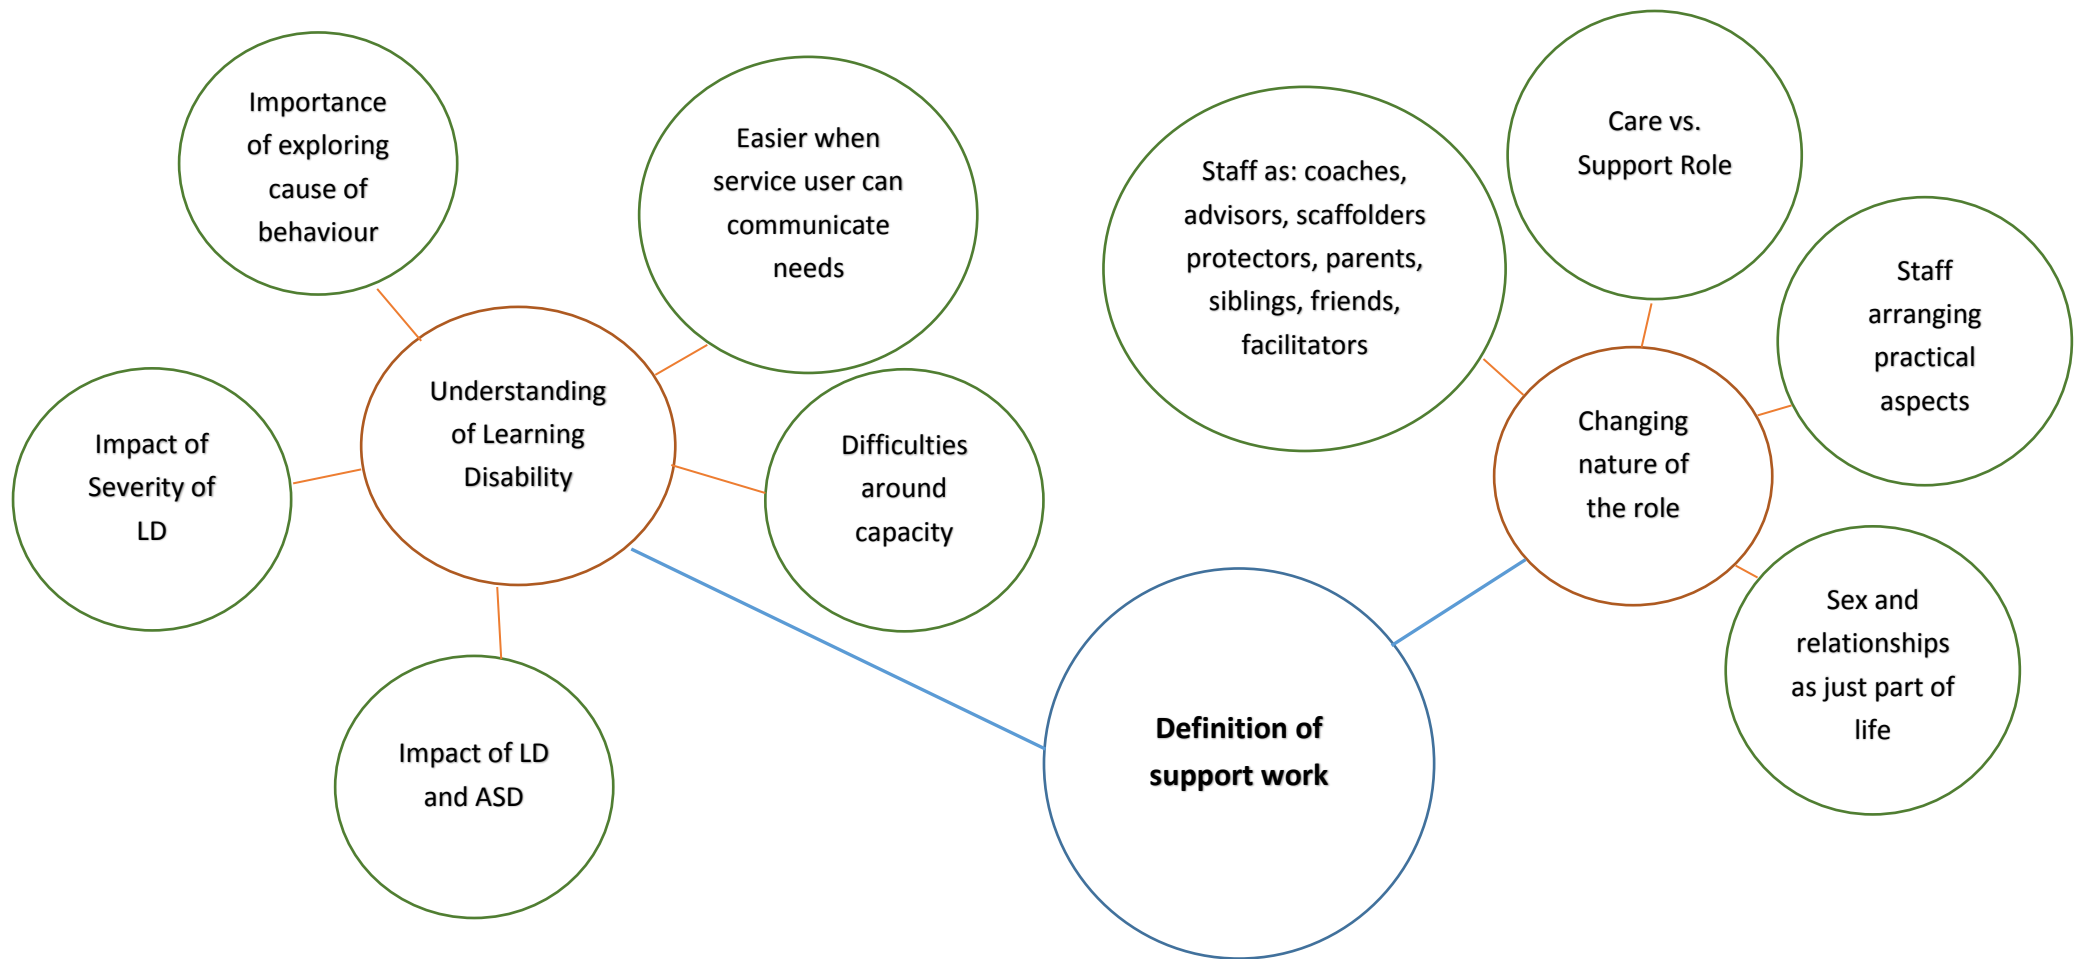 Importance
of exploring
cause of
behaviour
Easier when
service user can
communicate
needs
Understanding
of Learning
Disability
Impact of
Severity of
LD
Difficulties
around
capacity
Impact of LD
and ASD
Staff as: coaches,
advisors, scaffolders
protectors, parents,
siblings, friends,
facilitators
Care vs.
Support Role
Staff
arranging
practical
aspects
Changing
nature of
the role
Sex and
relationships
as just part of
life
Definition of
support work